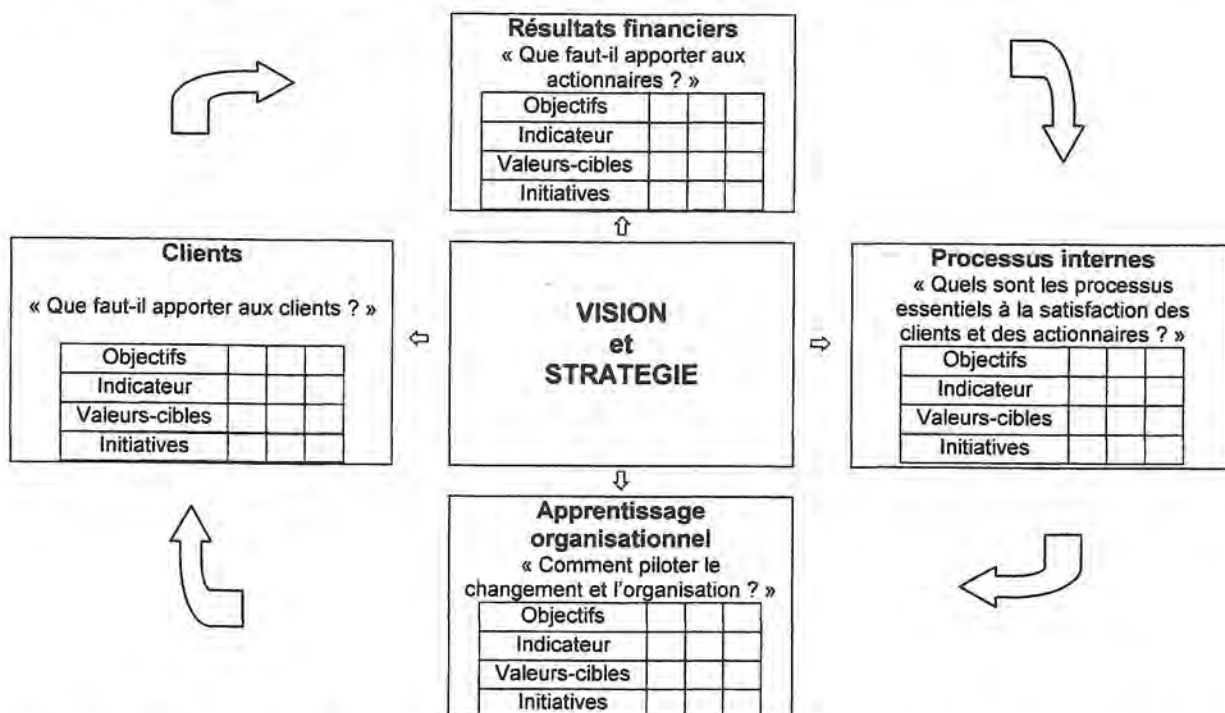 Résultats financiers
« Que faut-il apporter aux
actionnaires ? »
Objectifs
Indicateur
Valeurs-cibles
Initiatives
Clients
« Que faut-il apporter aux clients ? »
Objectifs
Indicateur
Valeurs-cibles
Initiatives
VISION
et
STRATEGIE
Processus internes
« Quels sont les processus
essentiels à la satisfaction des
clients et des actionnaires ? »
Objectifs
Indicateur
Valeurs-cibles
Initiatives
Apprentissage
organisationnel
« Comment piloter le
changement et l'organisation ? »
Objectifs
Indicateur
Valeurs-cibles
Initiatives